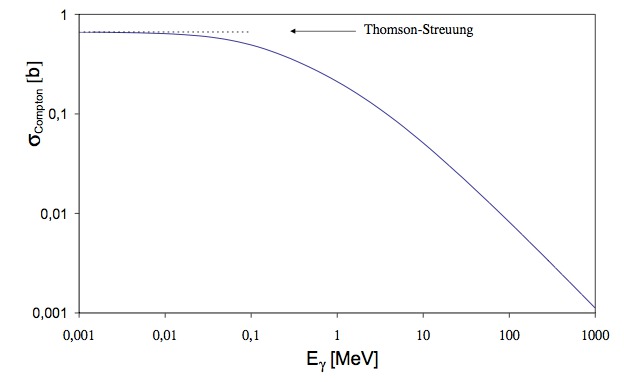 1
Thomson-Streuung
0,1
0,01
0,001
σCompton [b]
0,001 0,01 0,1 1 10 100 1000
Eγ [MeV]